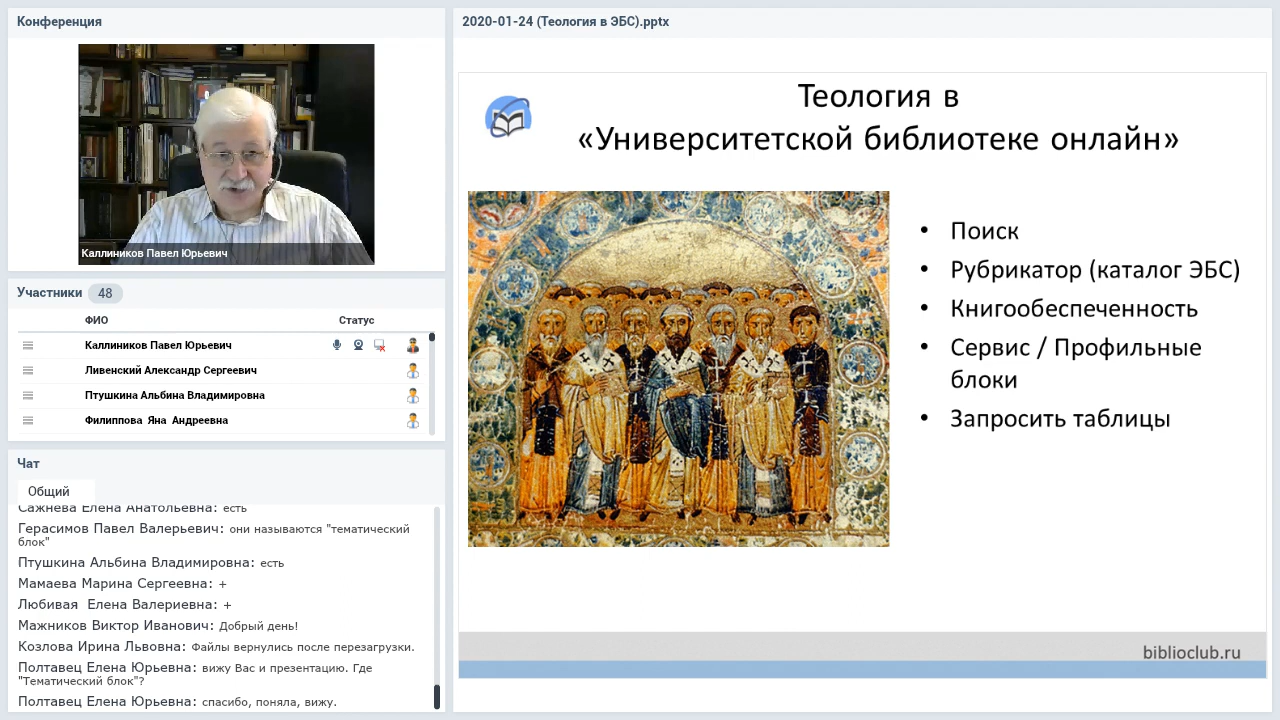 Конференция
Каллиников Павел Юрьевич
Участники 48
ФИО Статус
Каллиников Павел Юрьевич
Ливенский Александр Сергеевич
Птушкина Альбина Владимировна
Филиппова Яна Андреевна
Чат
Общий
Сажнева Елена Анатольевна: есть
Герасимов Павел Валерьевич: они называются "тематический
блок"
Птушкина Альбина Владимировна: есть
Мамаева Марина Сергеевна: +
Любивая Елена Валериевна: +
Мажников Виктор Иванович: Добрый день!
Козлова Ирина Львовна: Файлы вернулись после перезагрузки.
Полтавец Елена Юрьевна: вижу Вас и презентацию. Где
"Тематический блок"?
Полтавец Елена Юрьевна: спасибо, поняла, вижу.
2020-01-24 (Теология в ЭБС).pptx
Теология в
«Университетской библиотеке онлайн»
• Поиск
• Рубрикатор (каталог ЭБС)
• Книгообеспеченность
• Сервис / Профильные
блоки
• Запросить таблицы
biblioclub.ru